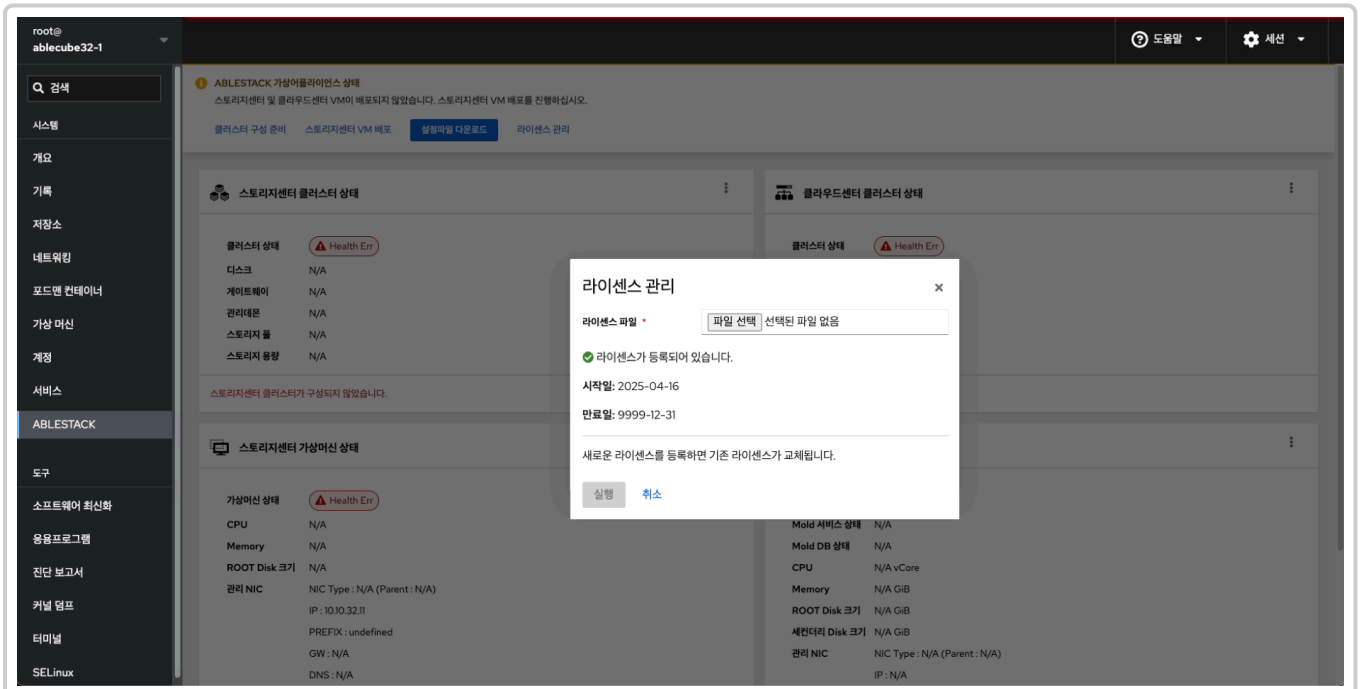 root@
ablecube32-1
도움말
세션
검색
시스템
개요
기록
저장소
네트워킹
포드맨 컨테이너
가상 머신
계정
서비스
ABLESTACK
도구
소프트웨어 최신화
응용프로그램
진단 보고서
커널 덤프
터미널
SELinux
ABLESTACK 가상어플라이언스 상태
스토리지센터 및 클라우드센터 VM이 배포되지 않았습니다. 스토리지센터 VM 배포를 진행하십시오.
클러스터 구성 준비 스토리지센터 VM 배포 설정파일 다운로드 라이센스 관리
스토리지센터 클러스터 상태
클러스터 상태 Health Err
디스크 N/A
게이트웨이 N/A
관리데몬 N/A
스토리지 풀 N/A
스토리지 용량 N/A
스토리지센터 클러스터가 구성되지 않았습니다.
클라우드센터 클러스터 상태
클러스터 상태 Health Err
스토리지센터 가상머신 상태
가상머신 상태 Health Err
CPU N/A
Memory N/A
ROOT Disk 크기 N/A
관리 NIC NIC Type : N/A (Parent : N/A)
IP : 10.10.32.11
PREFIX : undefined
GW : N/A
DNS : N/A
Mold 서비스 상태 N/A
Mold DB 상태 N/A
CPU N/A vCore
Memory N/A GiB
ROOT Disk 크기 N/A GiB
세컨더리 Disk 크기 N/A GiB
관리 NIC NIC Type : N/A (Parent : N/A)
IP : N/A
라이센스 관리
라이센스 파일 * 파일 선택 선택된 파일 없음
라이센스가 등록되어 있습니다.
시작일: 2025-04-16
만료일: 9999-12-31
새로운 라이센스를 등록하면 기존 라이센스가 교체됩니다.
실행 취소